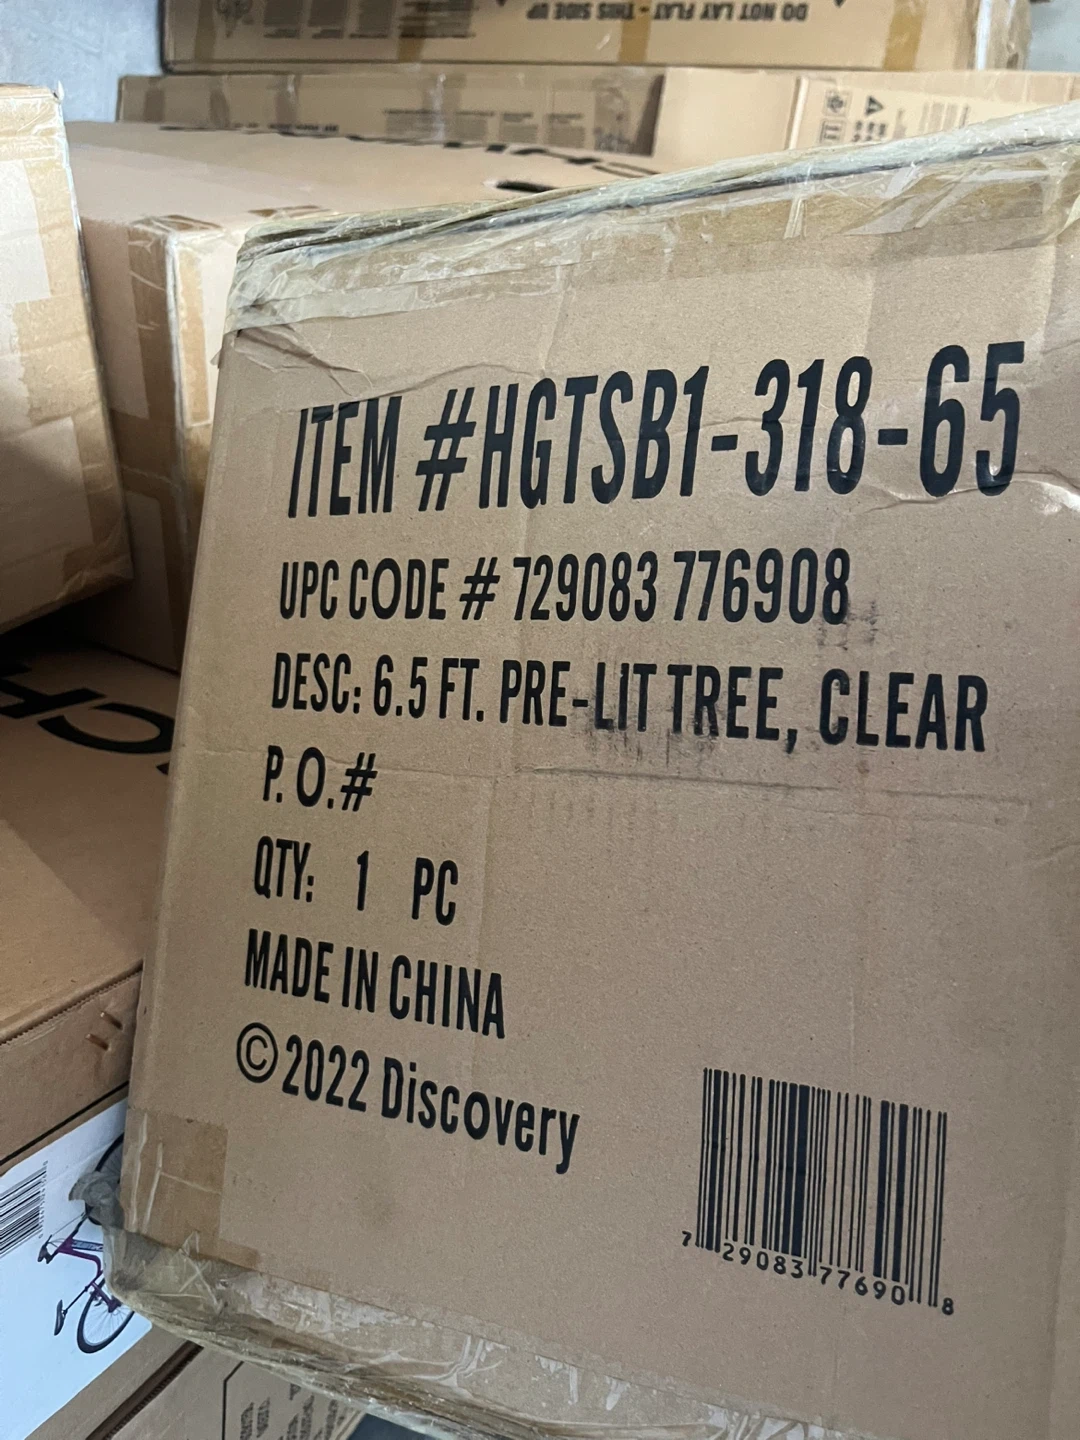 DO NOT LAY FLAT - THIS SIDE UP
ITEM #HGTSB1-318-65
UPC CODE # 729083 776908
DESC: 6.5 FT. PRE-LIT TREE, CLEAR
P.O.#
QTY: 1 PC
MADE IN CHINA
©2022 Discovery
7 29083 77690 8